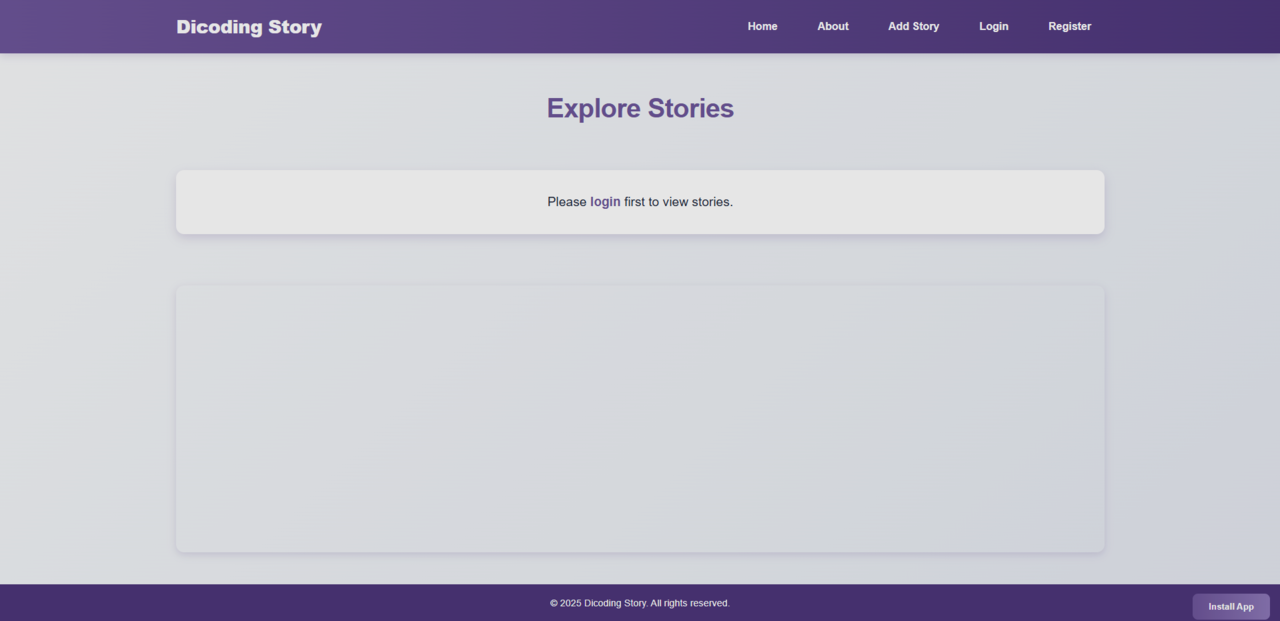 Dicoding Story
Home
About
Add Story
Login
Register
Explore Stories
Please login first to view stories.
© 2025 Dicoding Story. All rights reserved.
Install App